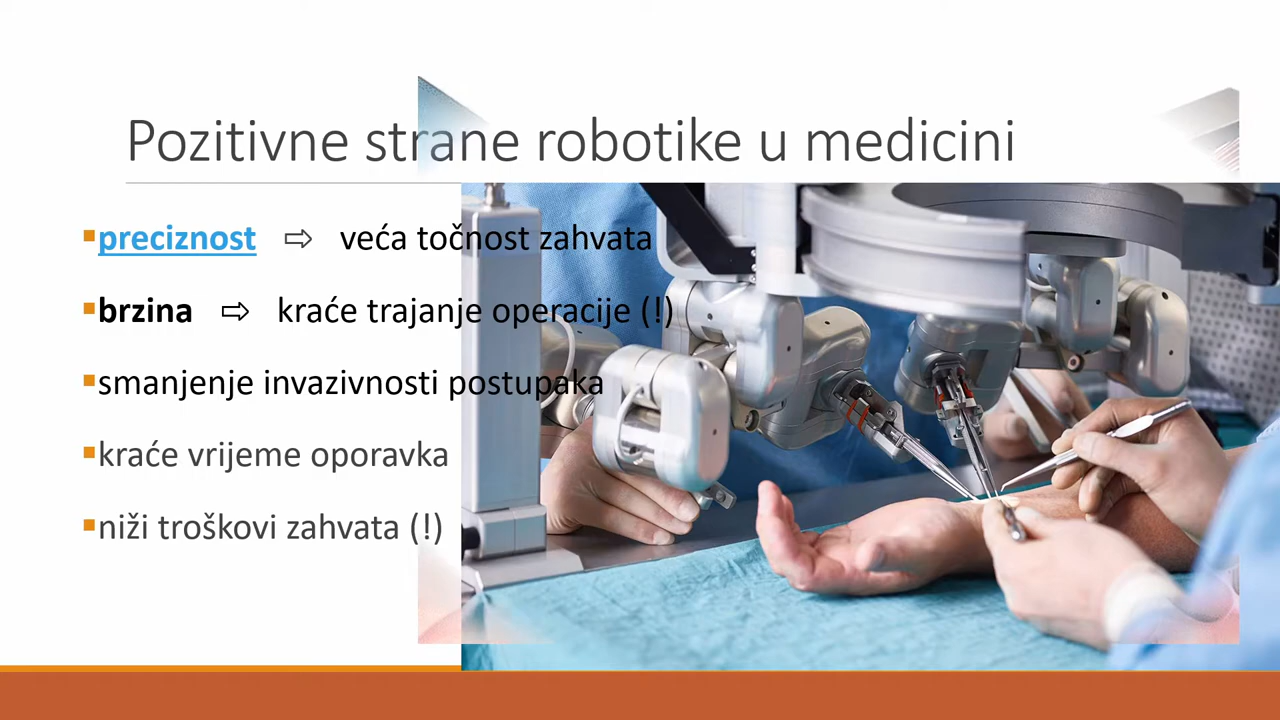 Pozitivne strane robotike u medicini
▪preciznost ⇨ veća točnost zahvata
▪brzina ⇨ kraće trajanje operacije (!)
▪smanjenje invazivnosti postupaka
▪kraće vrijeme oporavka
▪niži troškovi zahvata (!)